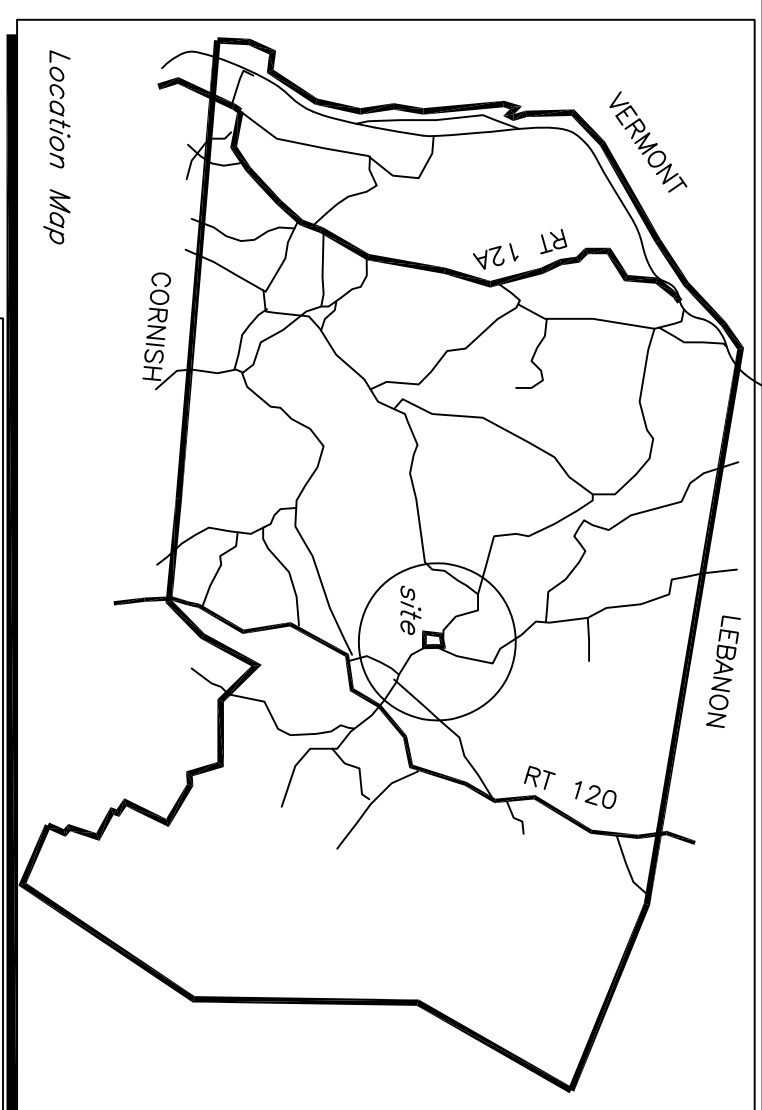 VERMONT
RT 12A
LEBANON
CORNISH
site
RT 120
Location Map